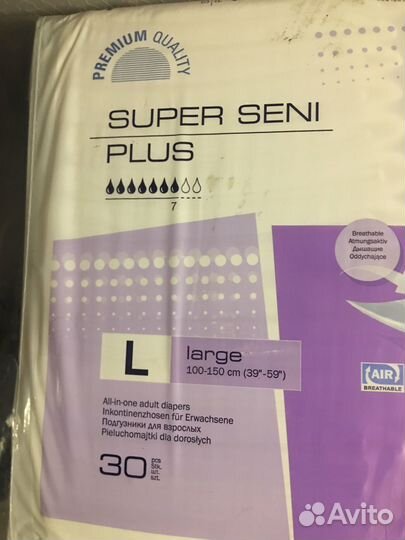 PREMIUM QUALITY
SUPER SENI
PLUS
7
Breathable
Atmungsaktiv
Дышащие
Oddychające
L
large
100-150 cm (39"-59")
AIR
BREATHABLE
All-in-one adult diapers
Inkontinenzhosen für Erwachsene
Подгузники для взрослых
Pieluchomajtki dla dorosłych
30
pcs
Stk.
шт.
szt.
Avito